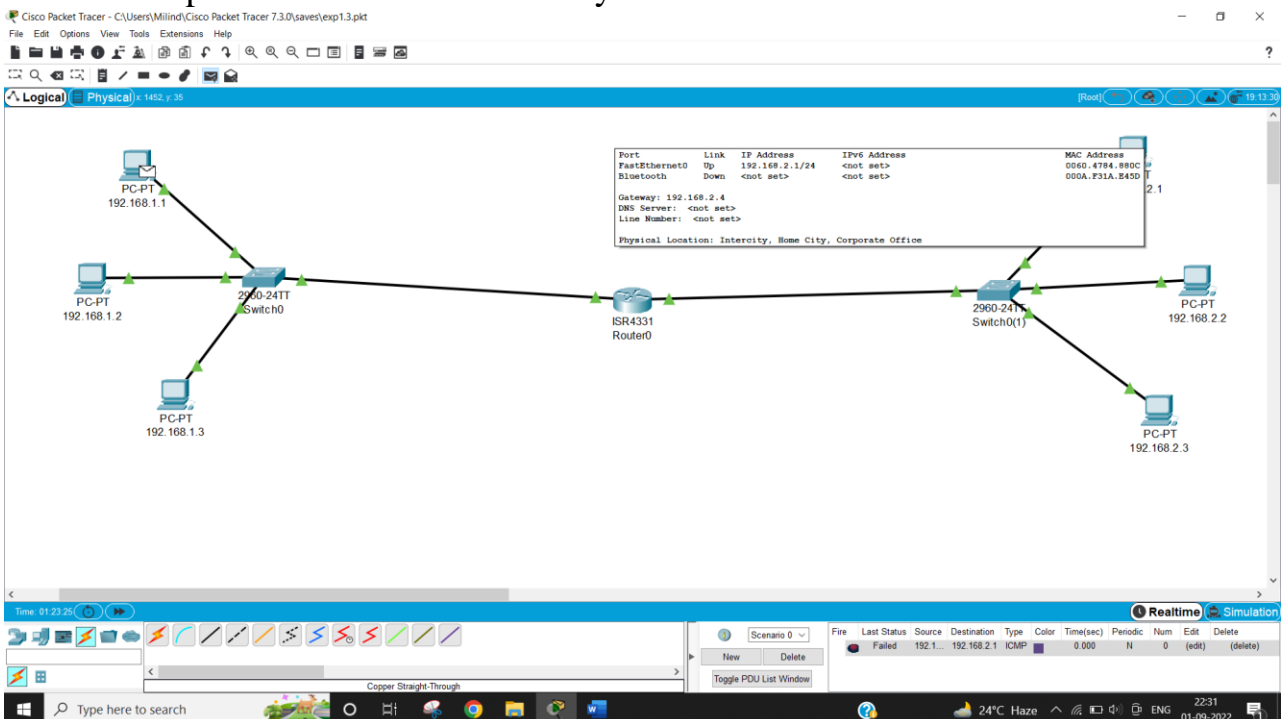 Cisco Packet Tracer - C:\Users\Milind\Cisco Packet Tracer 7.3.0\saves\exp1.3.pkt
File Edit Options View Tools Extensions Help
?
Logical Physical x: 1452, y: 35 [Root] 19:13:30
Port Link IP Address IPv6 Address MAC Address
FastEthernet0 Up 192.168.2.1/24 <not set> 0060.4784.880C
Bluetooth Down <not set> <not set> 000A.F31A.E45D
Gateway: 192.168.2.4
DNS Server: <not set>
Line Number: <not set>
Physical Location: Intercity, Home City, Corporate Office
T
2.1
PC-PT
192.168.1.1
PC-PT
192.168.1.2
2960-24TT
Switch0
PC-PT
192.168.1.3
ISR4331
Router0
2960-24TT
Switch0(1)
PC-PT
192.168.2.2
PC-PT
192.168.2.3
Time: 01:23:25 Realtime Simulation
Scenario 0
New Delete
Toggle PDU List Window
Fire Last Status Source Destination Type Color Time(sec) Periodic Num Edit Delete
Failed 192.1... 192.168.2.1 ICMP 0.000 N 0 (edit) (delete)
Copper Straight-Through
Type here to search
24°C Haze ENG 22:31
01-09-2022